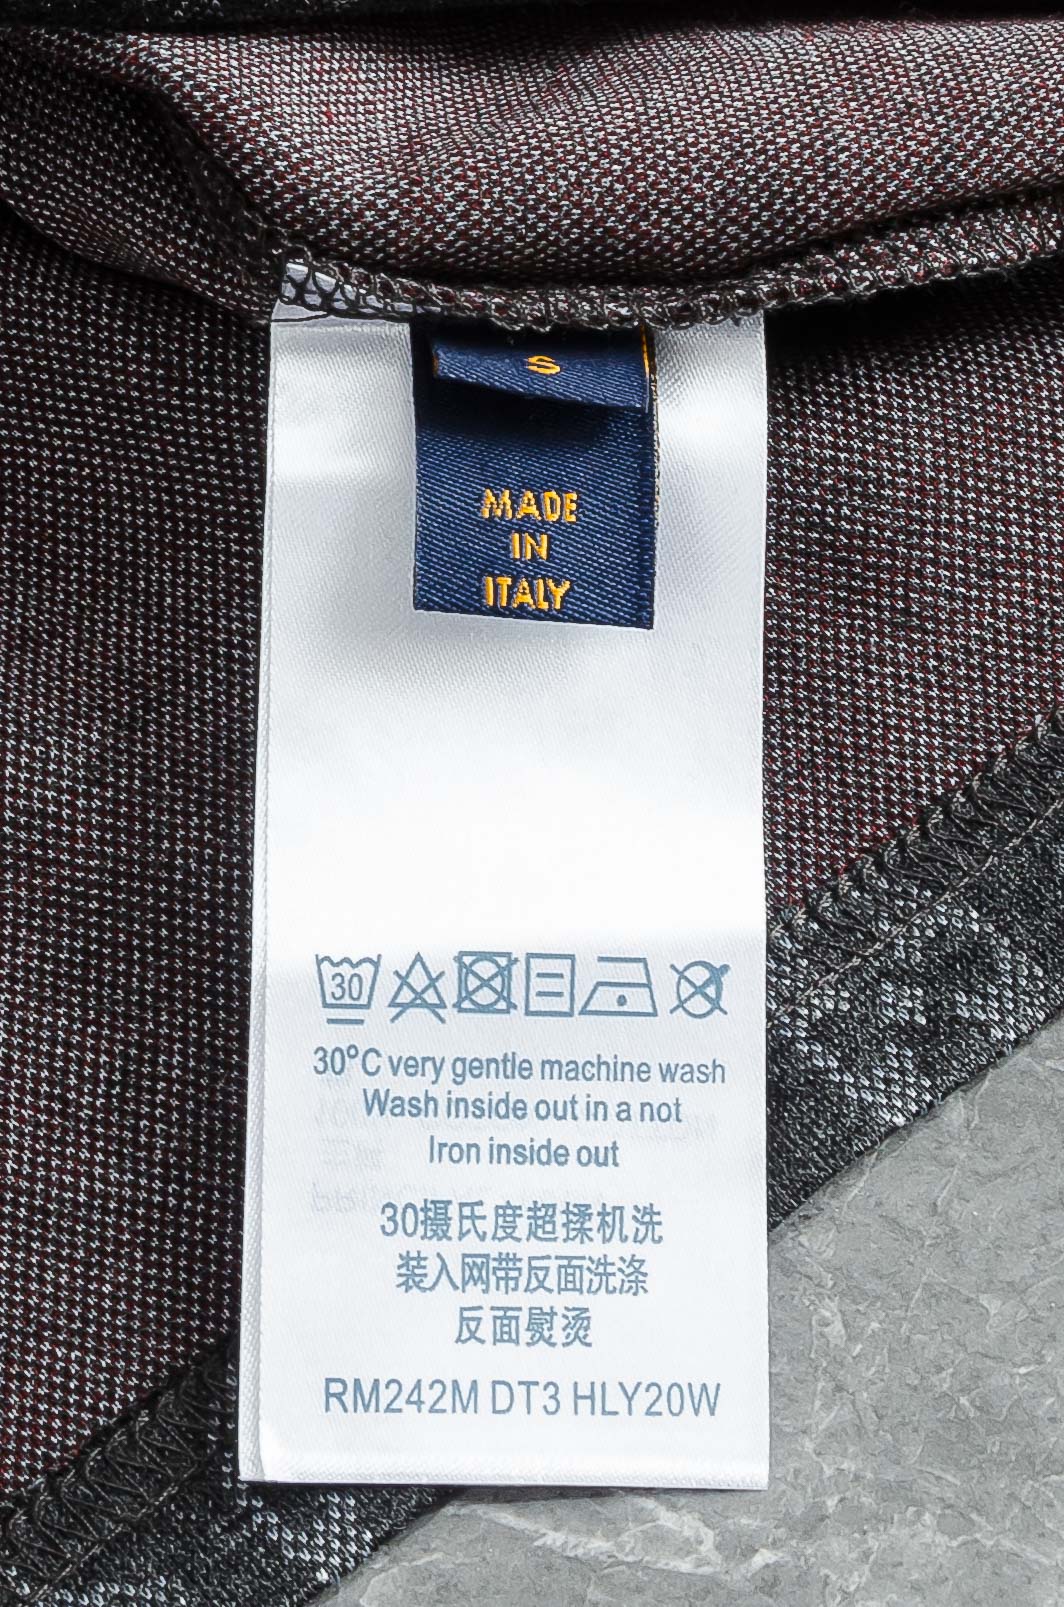 S
MADE
IN
ITALY
30
30°C very gentle machine wash
Wash inside out in a not
Iron inside out
30摄氏度超揉机洗
装入网带反面洗涤
反面熨烫
RM242M DT3 HLY20W